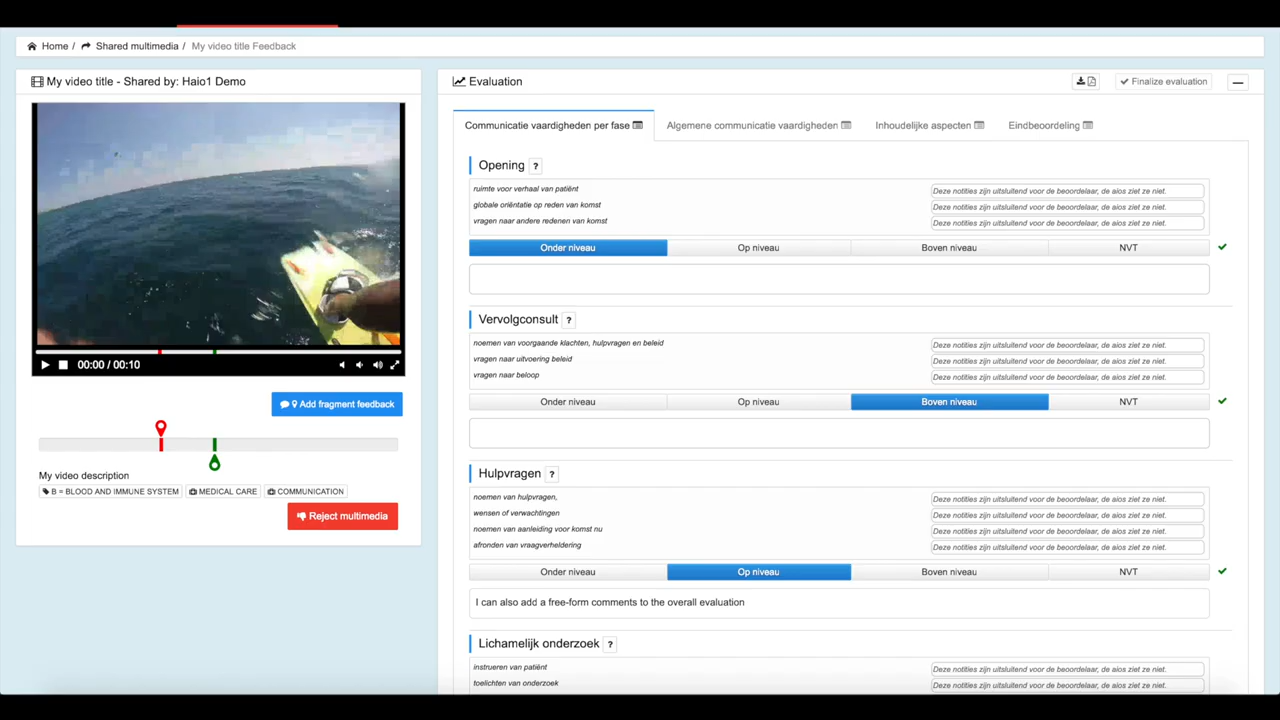 Home / Shared multimedia / My video title Feedback
My video title - Shared by: Haio1 Demo
00:00 / 00:10
Add fragment feedback
My video description
B = BLOOD AND IMMUNE SYSTEM MEDICAL CARE COMMUNICATION
Reject multimedia
Evaluation
Finalize evaluation
Communicatie vaardigheden per fase Algemene communicatie vaardigheden Inhoudelijke aspecten Eindbeoordeling
Opening ?
ruimte voor verhaal van patiënt Deze notities zijn uitsluitend voor de beoordelaar, de aios ziet ze niet.
globale oriëntatie op reden van komst Deze notities zijn uitsluitend voor de beoordelaar, de aios ziet ze niet.
vragen naar andere redenen van komst Deze notities zijn uitsluitend voor de beoordelaar, de aios ziet ze niet.
Onder niveau Op niveau Boven niveau NVT
Vervolgconsult ?
noemen van voorgaande klachten, hulpvragen en beleid Deze notities zijn uitsluitend voor de beoordelaar, de aios ziet ze niet.
vragen naar uitvoering beleid Deze notities zijn uitsluitend voor de beoordelaar, de aios ziet ze niet.
vragen naar beloop Deze notities zijn uitsluitend voor de beoordelaar, de aios ziet ze niet.
Onder niveau Op niveau Boven niveau NVT
Hulpvragen ?
noemen van hulpvragen, Deze notities zijn uitsluitend voor de beoordelaar, de aios ziet ze niet.
wensen of verwachtingen Deze notities zijn uitsluitend voor de beoordelaar, de aios ziet ze niet.
noemen van aanleiding voor komst nu Deze notities zijn uitsluitend voor de beoordelaar, de aios ziet ze niet.
afronden van vraagverheldering Deze notities zijn uitsluitend voor de beoordelaar, de aios ziet ze niet.
Onder niveau Op niveau Boven niveau NVT
I can also add a free-form comments to the overall evaluation
Lichamelijk onderzoek ?
instrueren van patiënt Deze notities zijn uitsluitend voor de beoordelaar, de aios ziet ze niet.
toelichten van onderzoek Deze notities zijn uitsluitend voor de beoordelaar, de aios ziet ze niet.